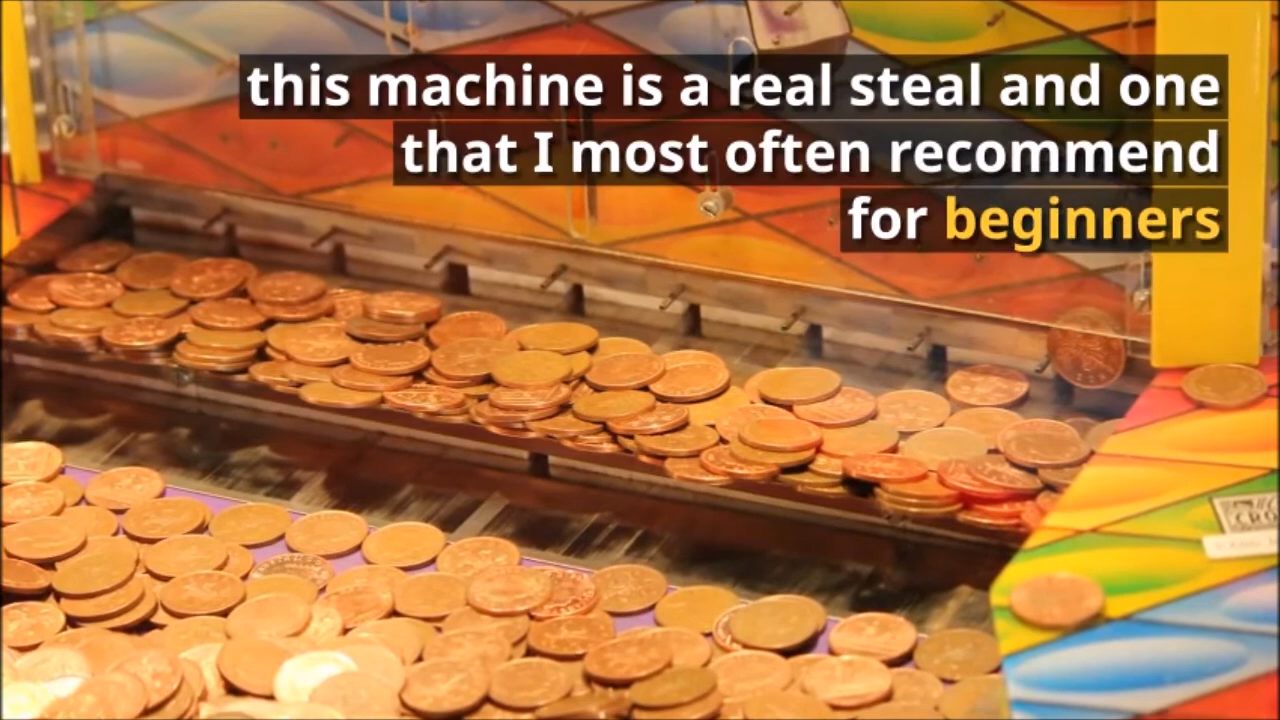 this machine is a real steal and one
that I most often recommend
for beginners